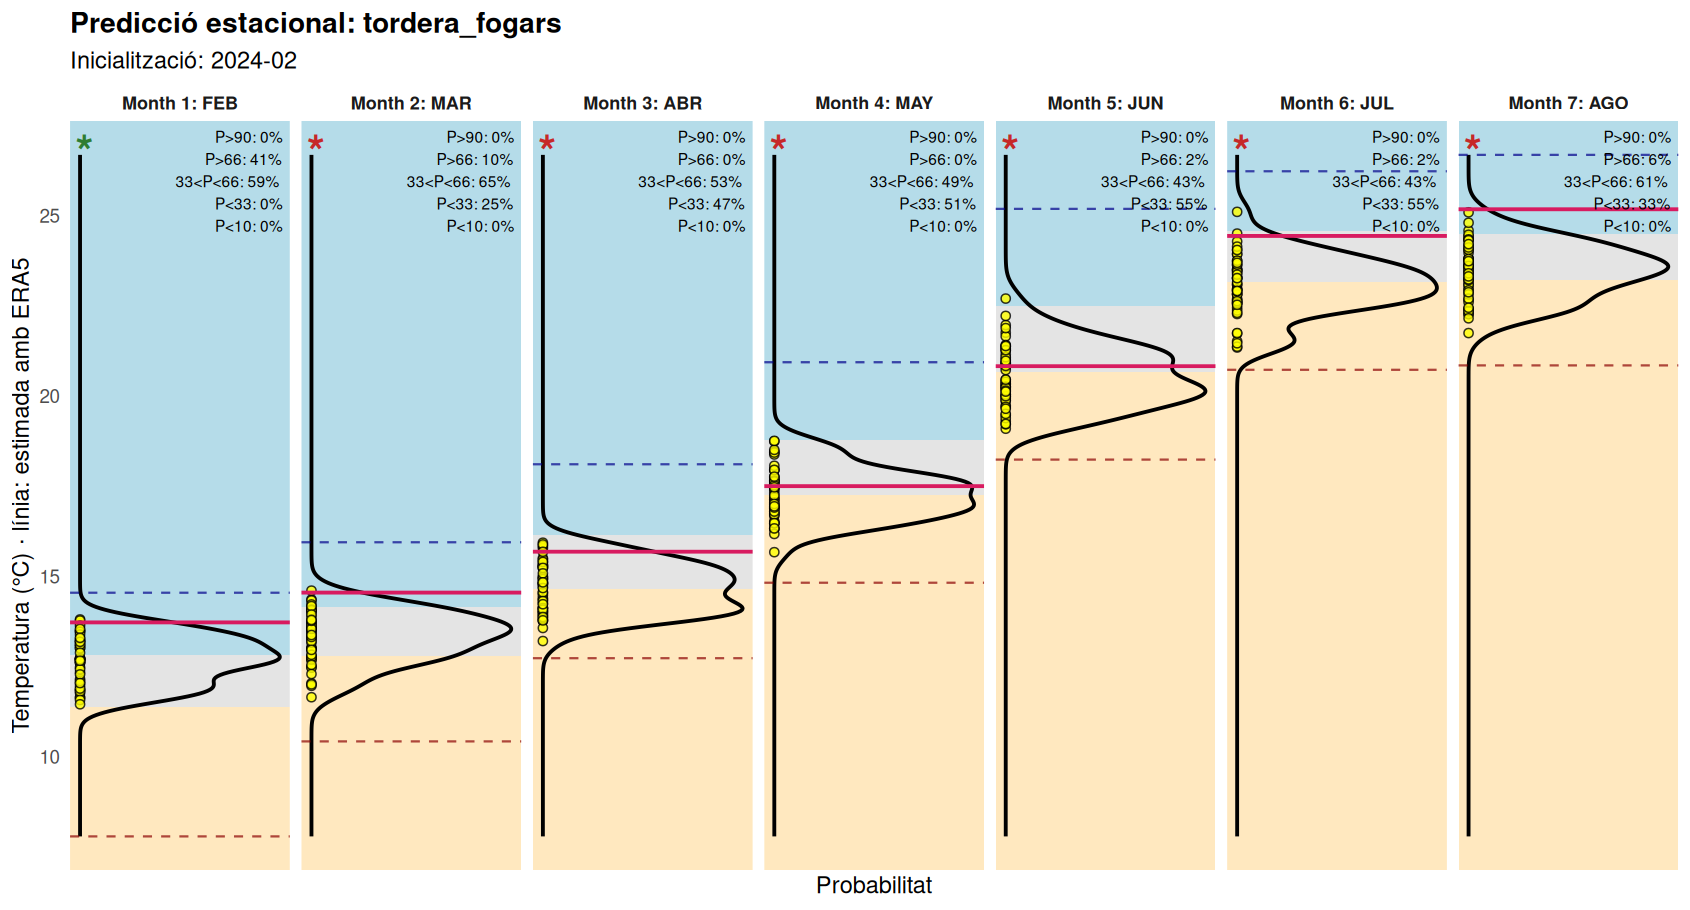 Predicció estacional: tordera_fogars
Inicialització: 2024-02
Month 1: FEB
Month 2: MAR
Month 3: ABR
Month 4: MAY
Month 5: JUN
Month 6: JUL
Month 7: AGO
*
P>90: 0%
P>66: 41%
33<P<66: 59%
P<33: 0%
P<10: 0%
*
P>90: 0%
P>66: 10%
33<P<66: 65%
P<33: 25%
P<10: 0%
*
P>90: 0%
P>66: 0%
33<P<66: 53%
P<33: 47%
P<10: 0%
*
P>90: 0%
P>66: 0%
33<P<66: 49%
P<33: 51%
P<10: 0%
*
P>90: 0%
P>66: 2%
33<P<66: 43%
P<33: 55%
P<10: 0%
*
P>90: 0%
P>66: 2%
33<P<66: 43%
P<33: 55%
P<10: 0%
*
P>90: 0%
P>66: 6%
33<P<66: 61%
P<33: 33%
P<10: 0%
25
20
15
10
Temperatura (°C) · línia: estimada amb ERA5
Probabilitat